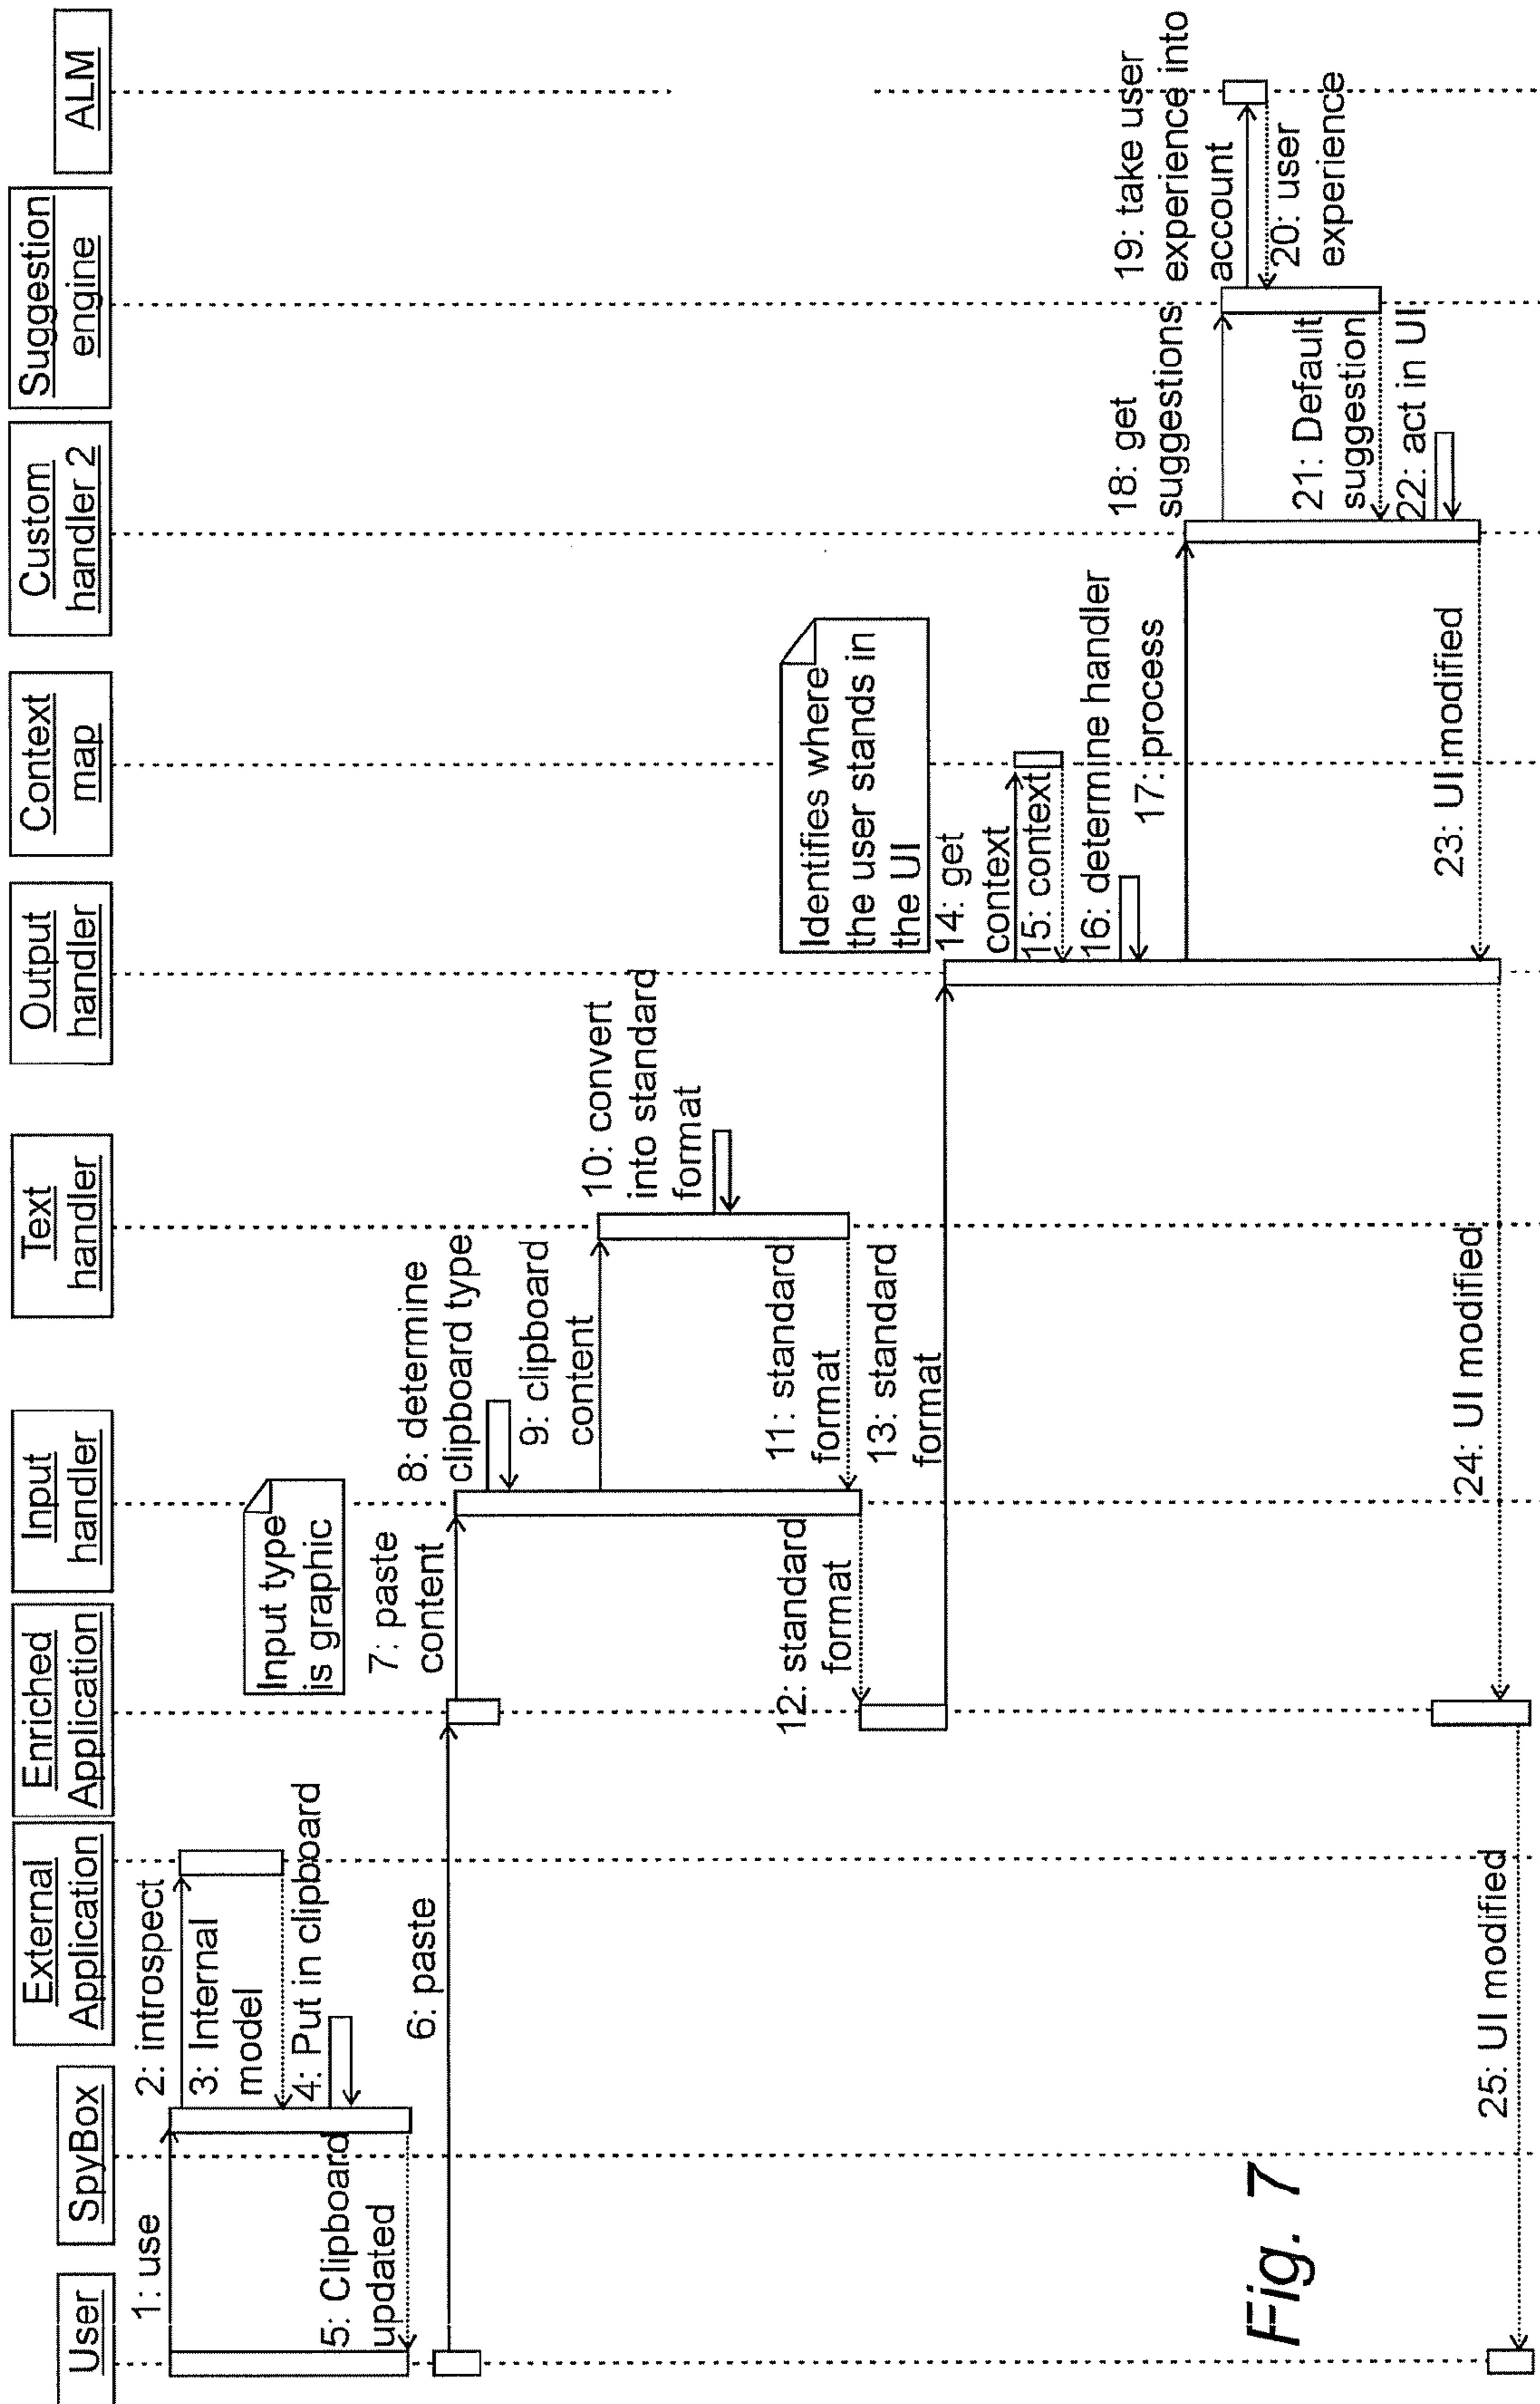 User
SpyBox
External
Application
Enriched
Application
Input
handler
Text
handler
Output
handler
Context
map
Custom
handler 2
Suggestion
engine
ALM
1: use
2: introspect
3: Internal
model
4: Put in clipboard
5: Clipboard
updated
6: paste
Input type
is graphic
7: paste
content
8: determine
clipboard type
9: clipboard
content
10: convert
into standard
format
11: standard
format
12: standard
format
13: standard
format
Identifies where
the user stands in
the UI
14: get
context
15: context
16: determine handler
17: process
18: get
suggestions
19: take user
experience into
account
20: user
experience
21: Default
suggestion
22: act in UI
23: UI modified
24: UI modified
25: UI modified
Fig. 7